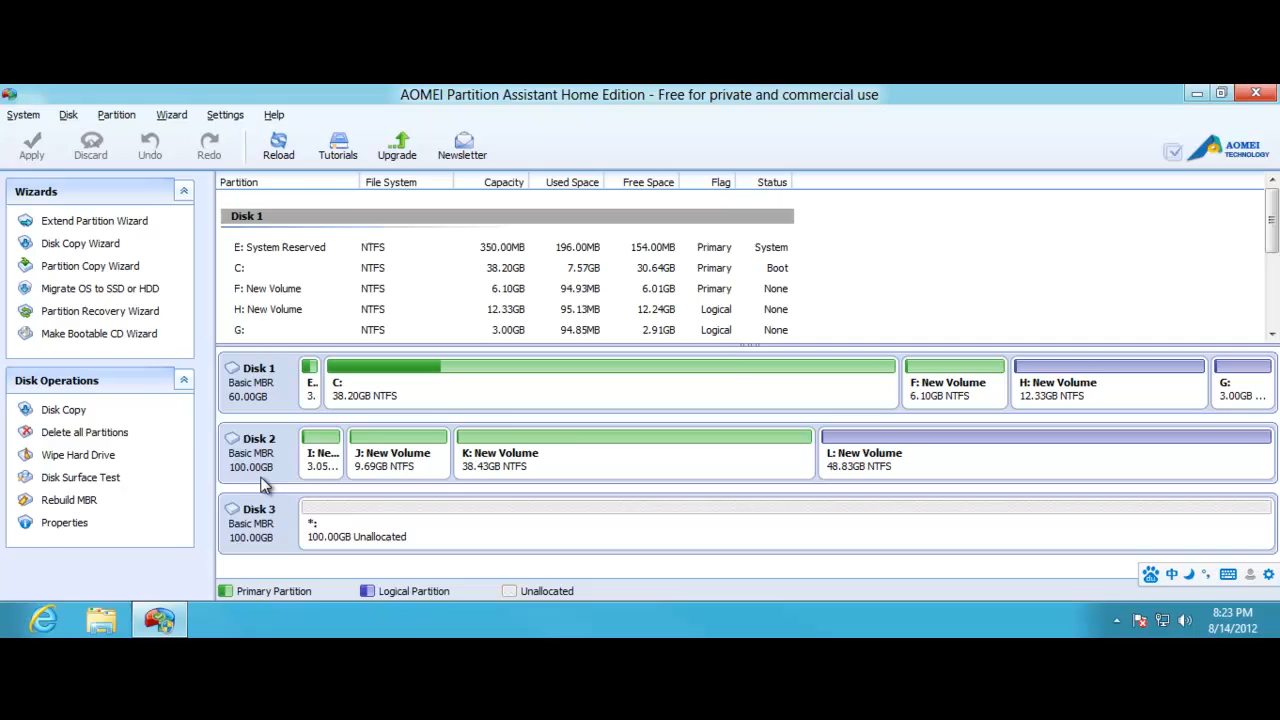 AOMEI Partition Assistant Home Edition - Free for private and commercial use
System Disk Partition Wizard Settings Help
Apply Discard Undo Redo Reload Tutorials Upgrade Newsletter
AOMEI
TECHNOLOGY
Wizards
Extend Partition Wizard
Disk Copy Wizard
Partition Copy Wizard
Migrate OS to SSD or HDD
Partition Recovery Wizard
Make Bootable CD Wizard
Disk Operations
Disk Copy
Delete all Partitions
Wipe Hard Drive
Disk Surface Test
Rebuild MBR
Properties
Partition File System Capacity Used Space Free Space Flag Status
Disk 1
E: System Reserved NTFS 350.00MB 196.00MB 154.00MB Primary System
C: NTFS 38.20GB 7.57GB 30.64GB Primary Boot
F: New Volume NTFS 6.10GB 94.93MB 6.01GB Primary None
H: New Volume NTFS 12.33GB 95.13MB 12.24GB Logical None
G: NTFS 3.00GB 94.85MB 2.91GB Logical None
Disk 1
Basic MBR
60.00GB
E..
3.
C:
38.20GB NTFS
F: New Volume
6.10GB NTFS
H: New Volume
12.33GB NTFS
G:
3.00GB ...
Disk 2
Basic MBR
100.00GB
I: Ne...
3.05...
J: New Volume
9.69GB NTFS
K: New Volume
38.43GB NTFS
L: New Volume
48.83GB NTFS
Disk 3
Basic MBR
100.00GB
*:
100.00GB Unallocated
中
Primary Partition Logical Partition Unallocated
8:23 PM
8/14/2012